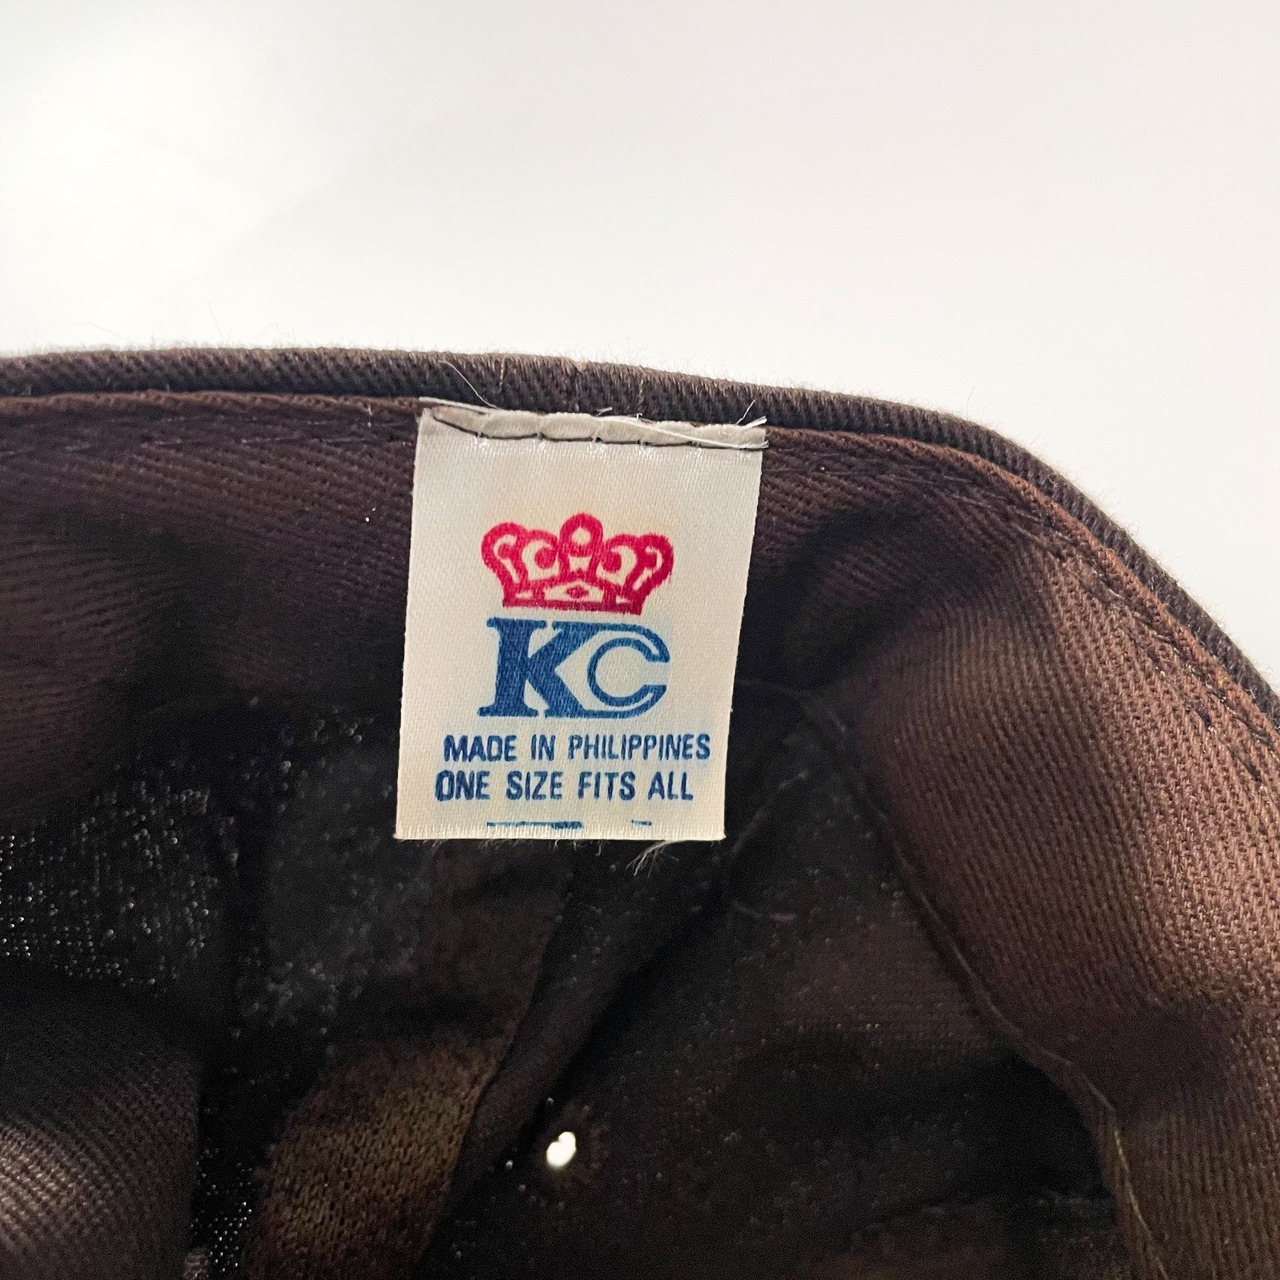 KC
MADE IN PHILIPPINES
ONE SIZE FITS ALL